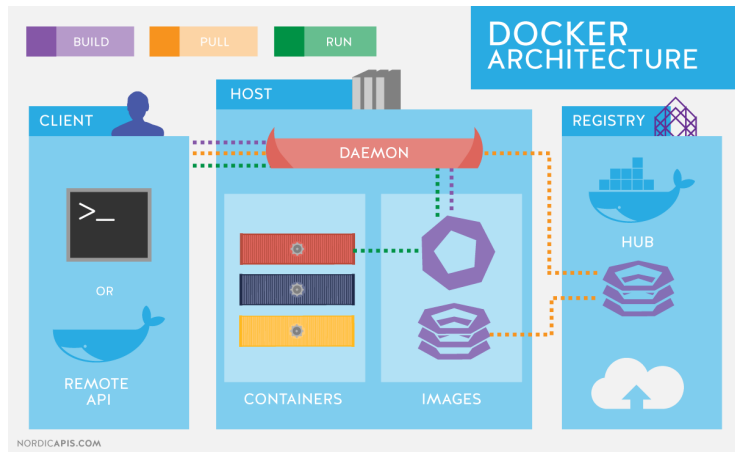 BUILD
PULL
RUN
DOCKER
ARCHITECTURE
CLIENT
HOST
REGISTRY
DAEMON
>_
OR
REMOTE
API
CONTAINERS
IMAGES
HUB
NORDICAPIS.COM